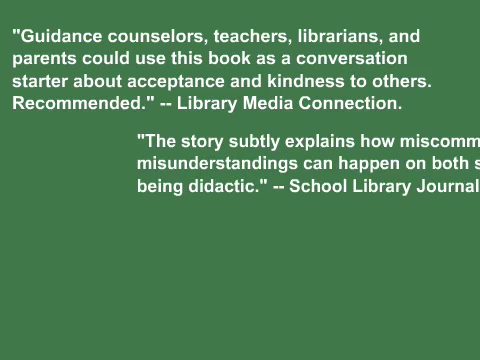 "Guidance counselors, teachers, librarians, and
parents could use this book as a conversation
starter about acceptance and kindness to others.
Recommended." -- Library Media Connection.
"The story subtly explains how
misunderstandings can happen on both
being didactic." -- School Library Journal